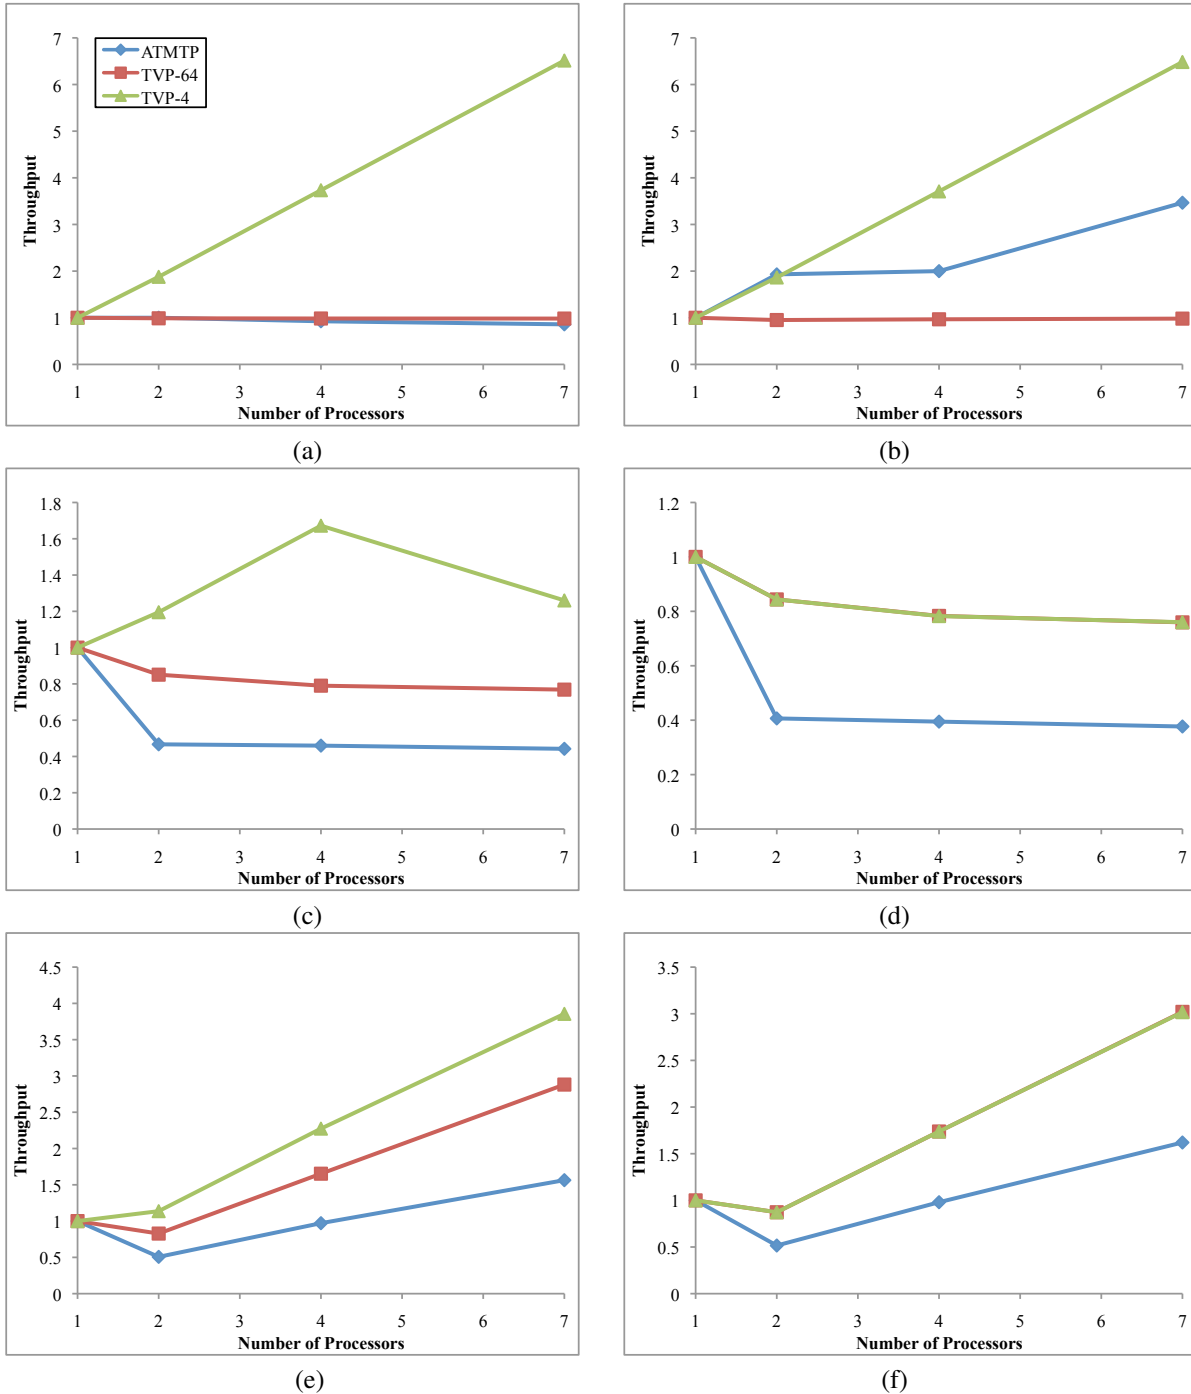 7
6
5
4
3
2
1
0
Throughput
ATMTP
TVP-64
TVP-4
1 2 3 4 5 6 7
Number of Processors
(a)
7
6
5
4
3
2
1
0
Throughput
1 2 3 4 5 6 7
Number of Processors
(b)
1.8
1.6
1.4
1.2
1
0.8
0.6
0.4
0.2
0
Throughput
1 2 3 4 5 6 7
Number of Processors
(c)
1.2
1
0.8
0.6
0.4
0.2
0
Throughput
1 2 3 4 5 6 7
Number of Processors
(d)
4.5
4
3.5
3
2.5
2
1.5
1
0.5
0
Throughput
1 2 3 4 5 6 7
Number of Processors
(e)
3.5
3
2.5
2
1.5
1
0.5
0
Throughput
1 2 3 4 5 6 7
Number of Processors
(f)